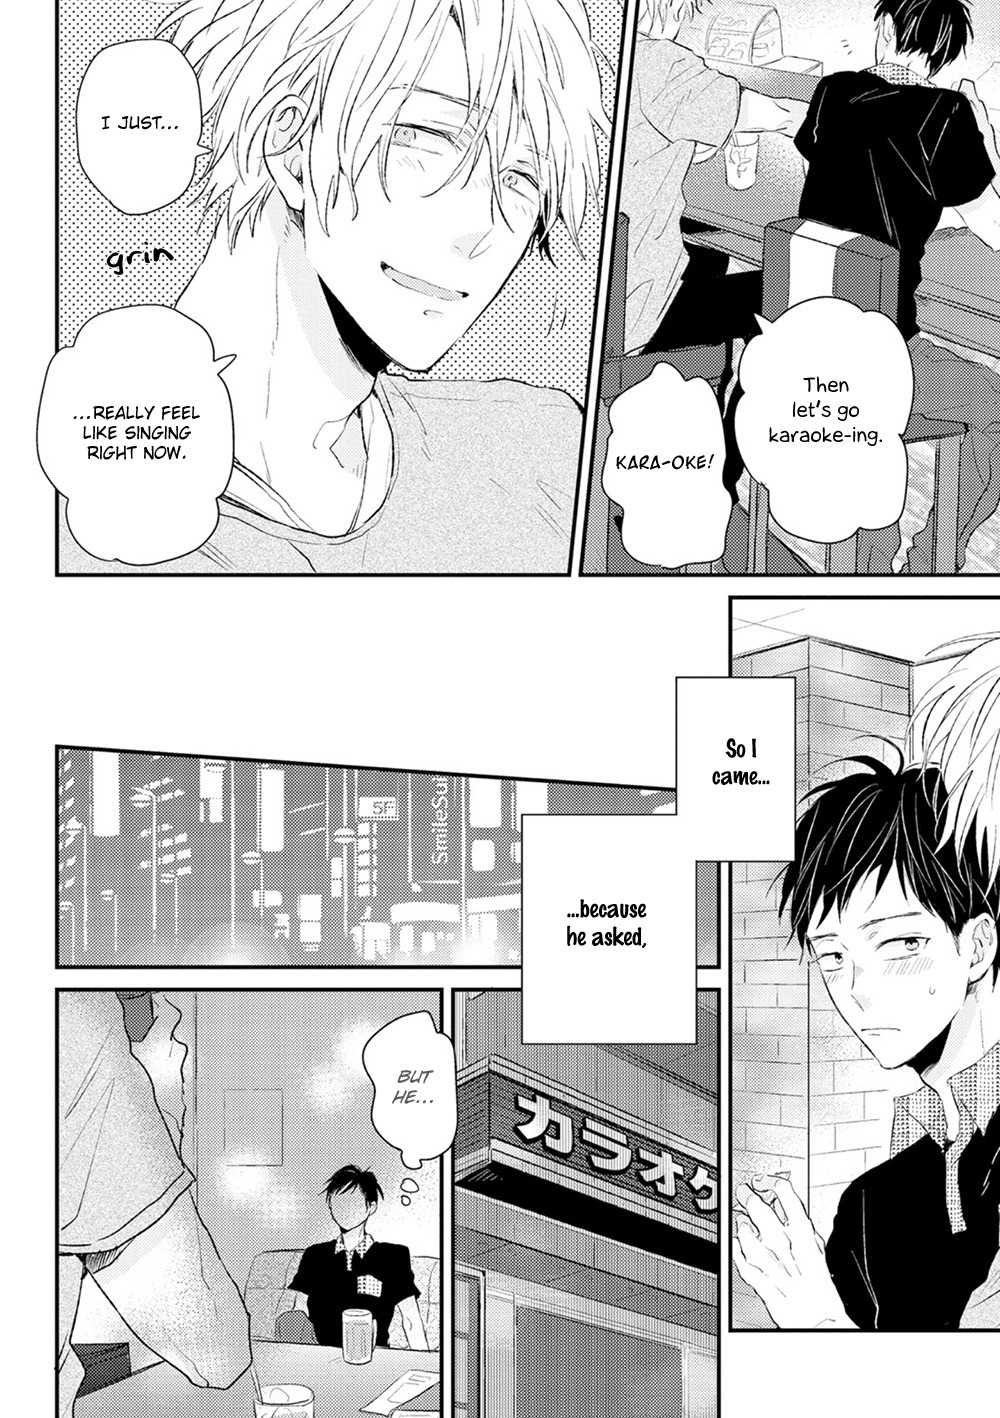 Then
let's go
karaoke-ing.
KARA-OKE!
I JUST...
grin
...REALLY FEEL
LIKE SINGING
RIGHT NOW.
So I
came...
...because
he asked,
5F
SmileSui
カラオケ
BUT
HE...